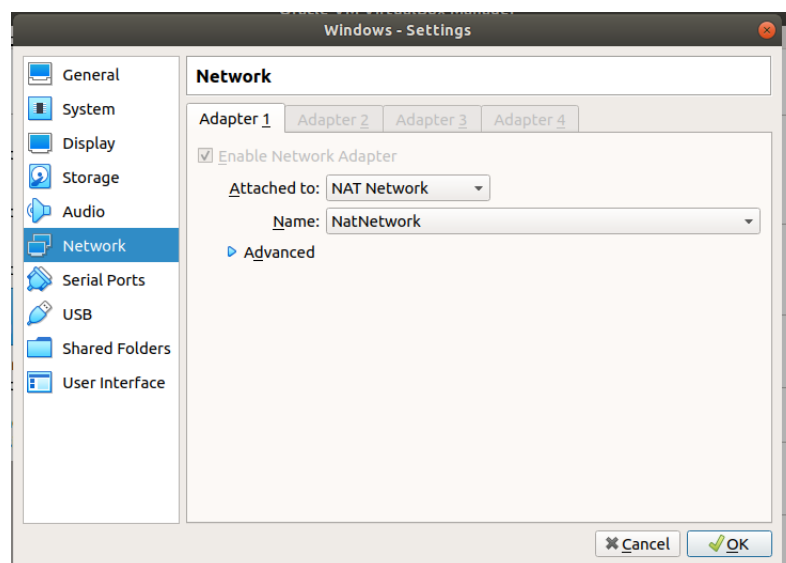 Windows - Settings
General
System
Display
Storage
Audio
Network
Serial Ports
USB
Shared Folders
User Interface
Network
Adapter 1 Adapter 2 Adapter 3 Adapter 4
Enable Network Adapter
Attached to: NAT Network
Name: NatNetwork
Advanced
Cancel OK